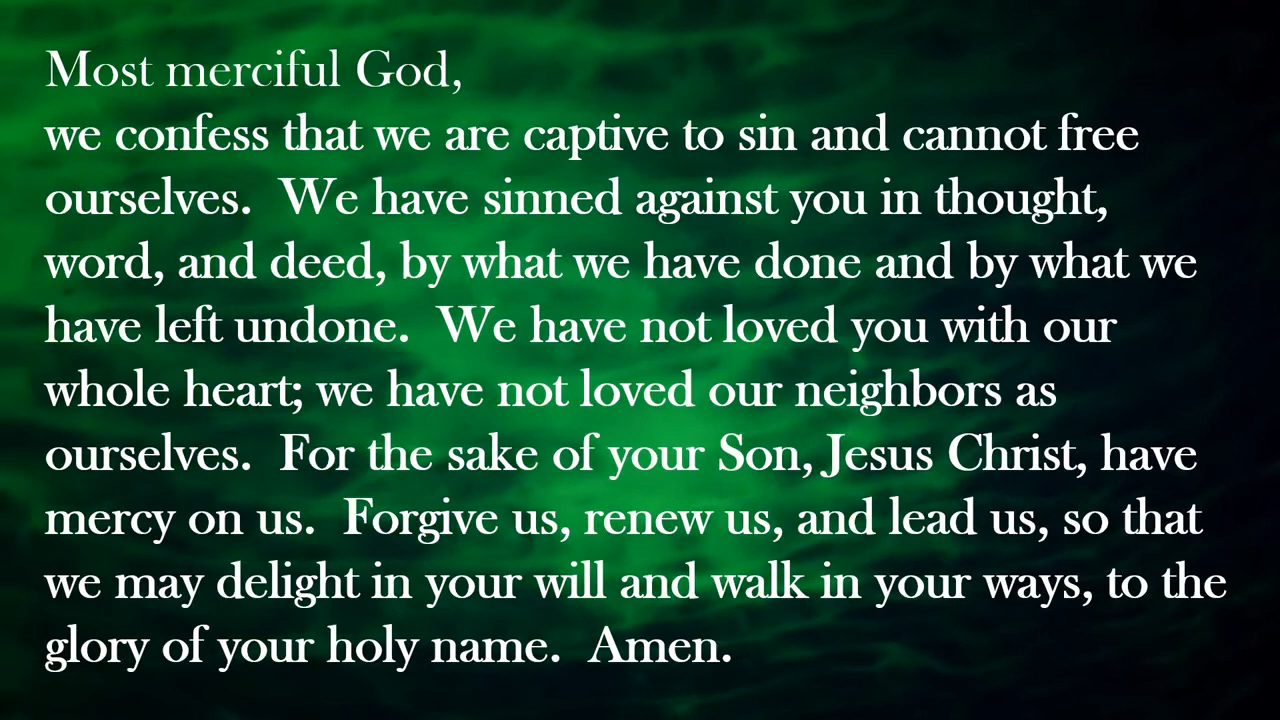 Most merciful God,
we confess that we are captive to sin and cannot free
ourselves.  We have sinned against you in thought,
word, and deed, by what we have done and by what we
have left undone.  We have not loved you with our
whole heart; we have not loved our neighbors as
ourselves.  For the sake of your Son, Jesus Christ, have
mercy on us.  Forgive us, renew us, and lead us, so that
we may delight in your will and walk in your ways, to the
glory of your holy name.  Amen.